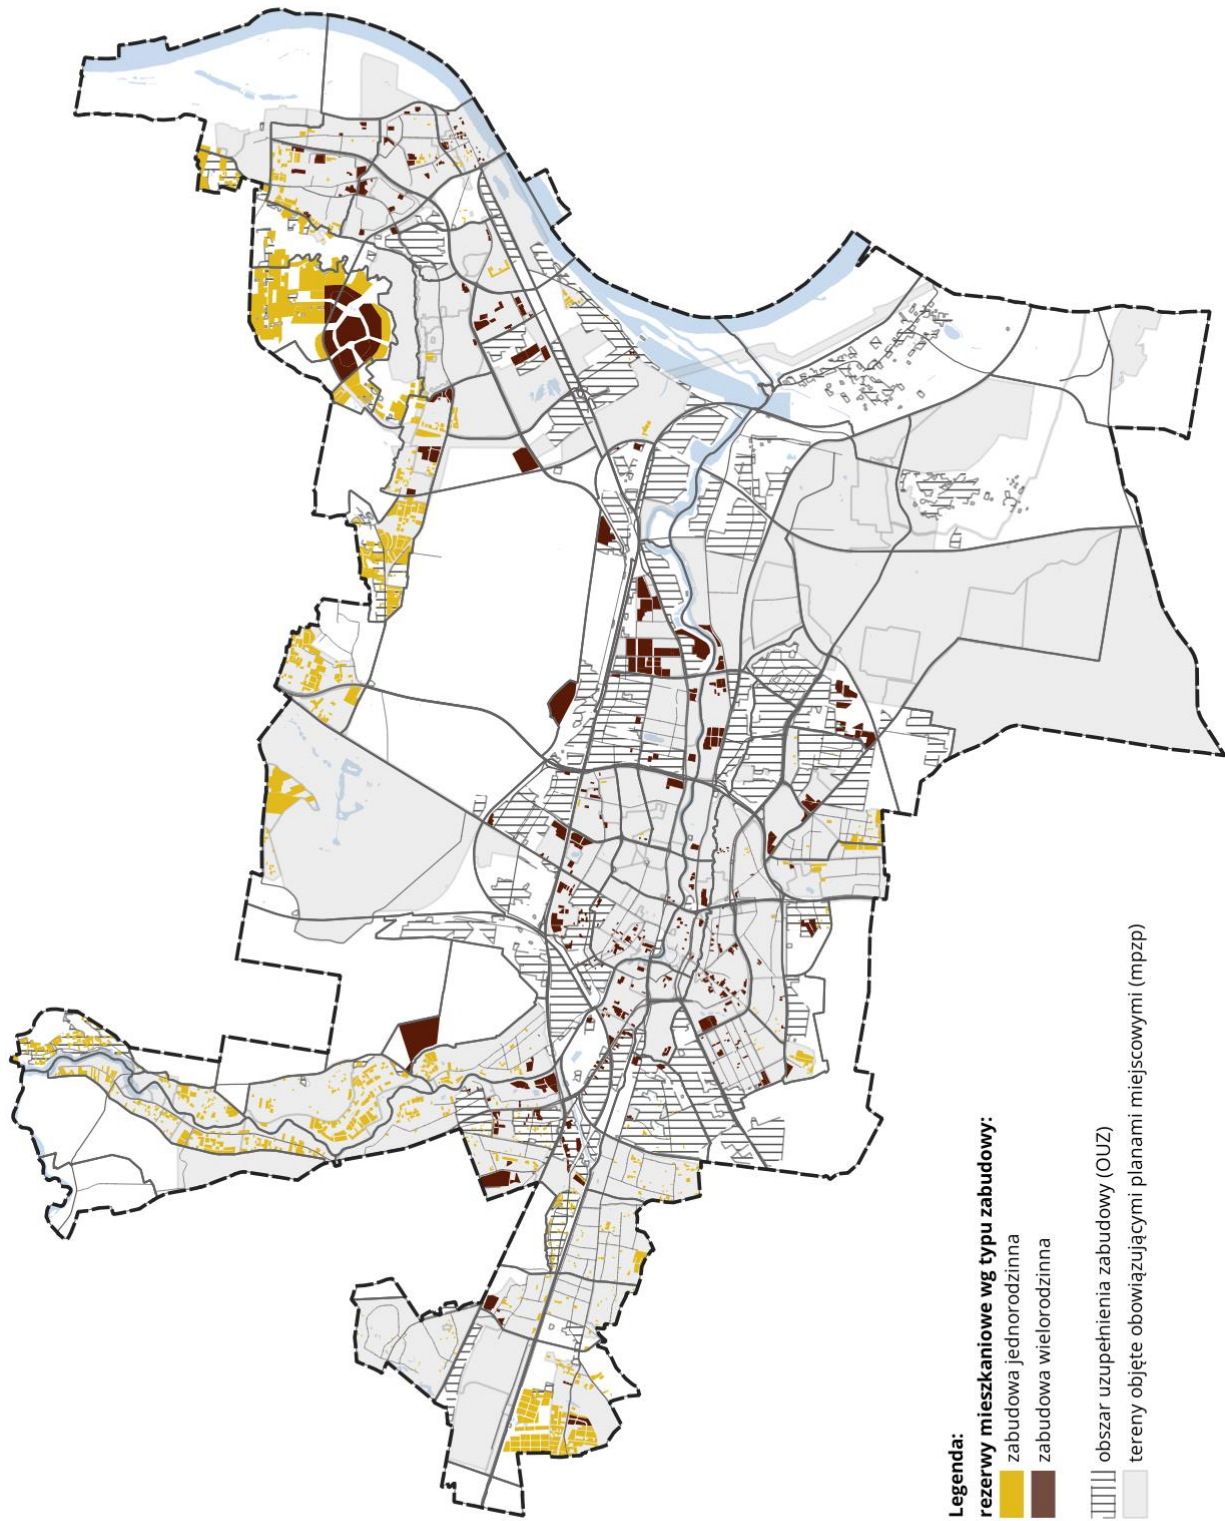 Legenda:
rezerwy mieszkaniowe wg typu zabudowy:
zabudowa jednorodzinna
zabudowa wielorodzinna
obszar uzupełnienia zabudowy (OUZ)
tereny objęte obowiązującymi planami miejscowymi (mpzp)